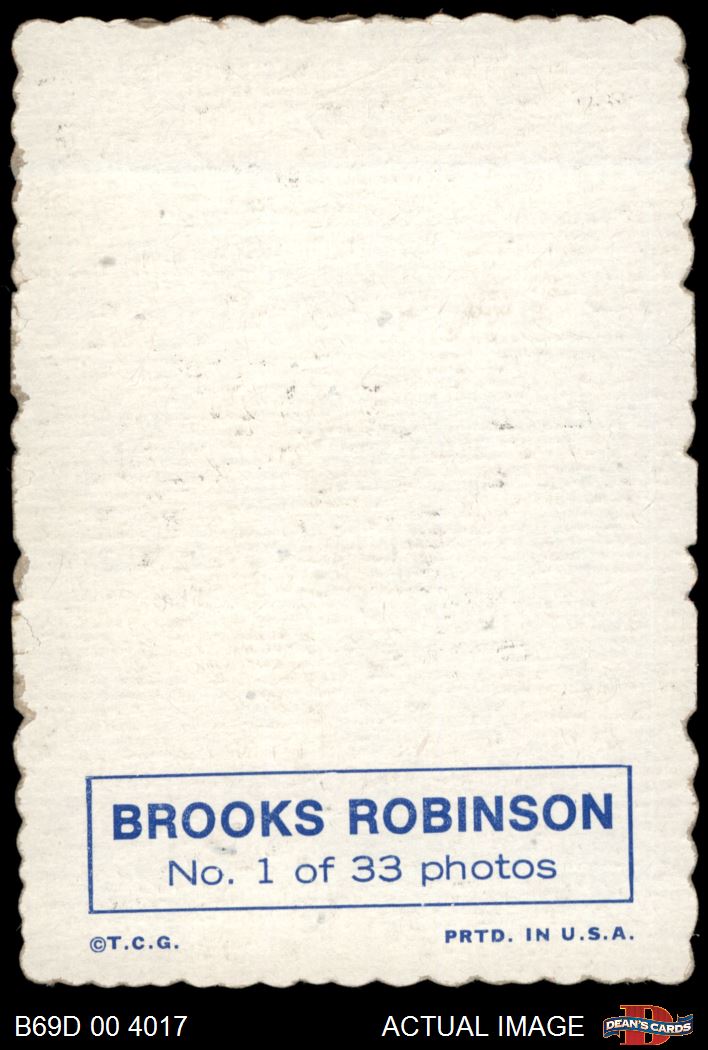 BROOKS ROBINSON
No. 1 of 33 photos
©T.C.G.
PRTD. IN U.S.A.
B69D 00 4017
ACTUAL IMAGE
D
DEAN'S CARDS